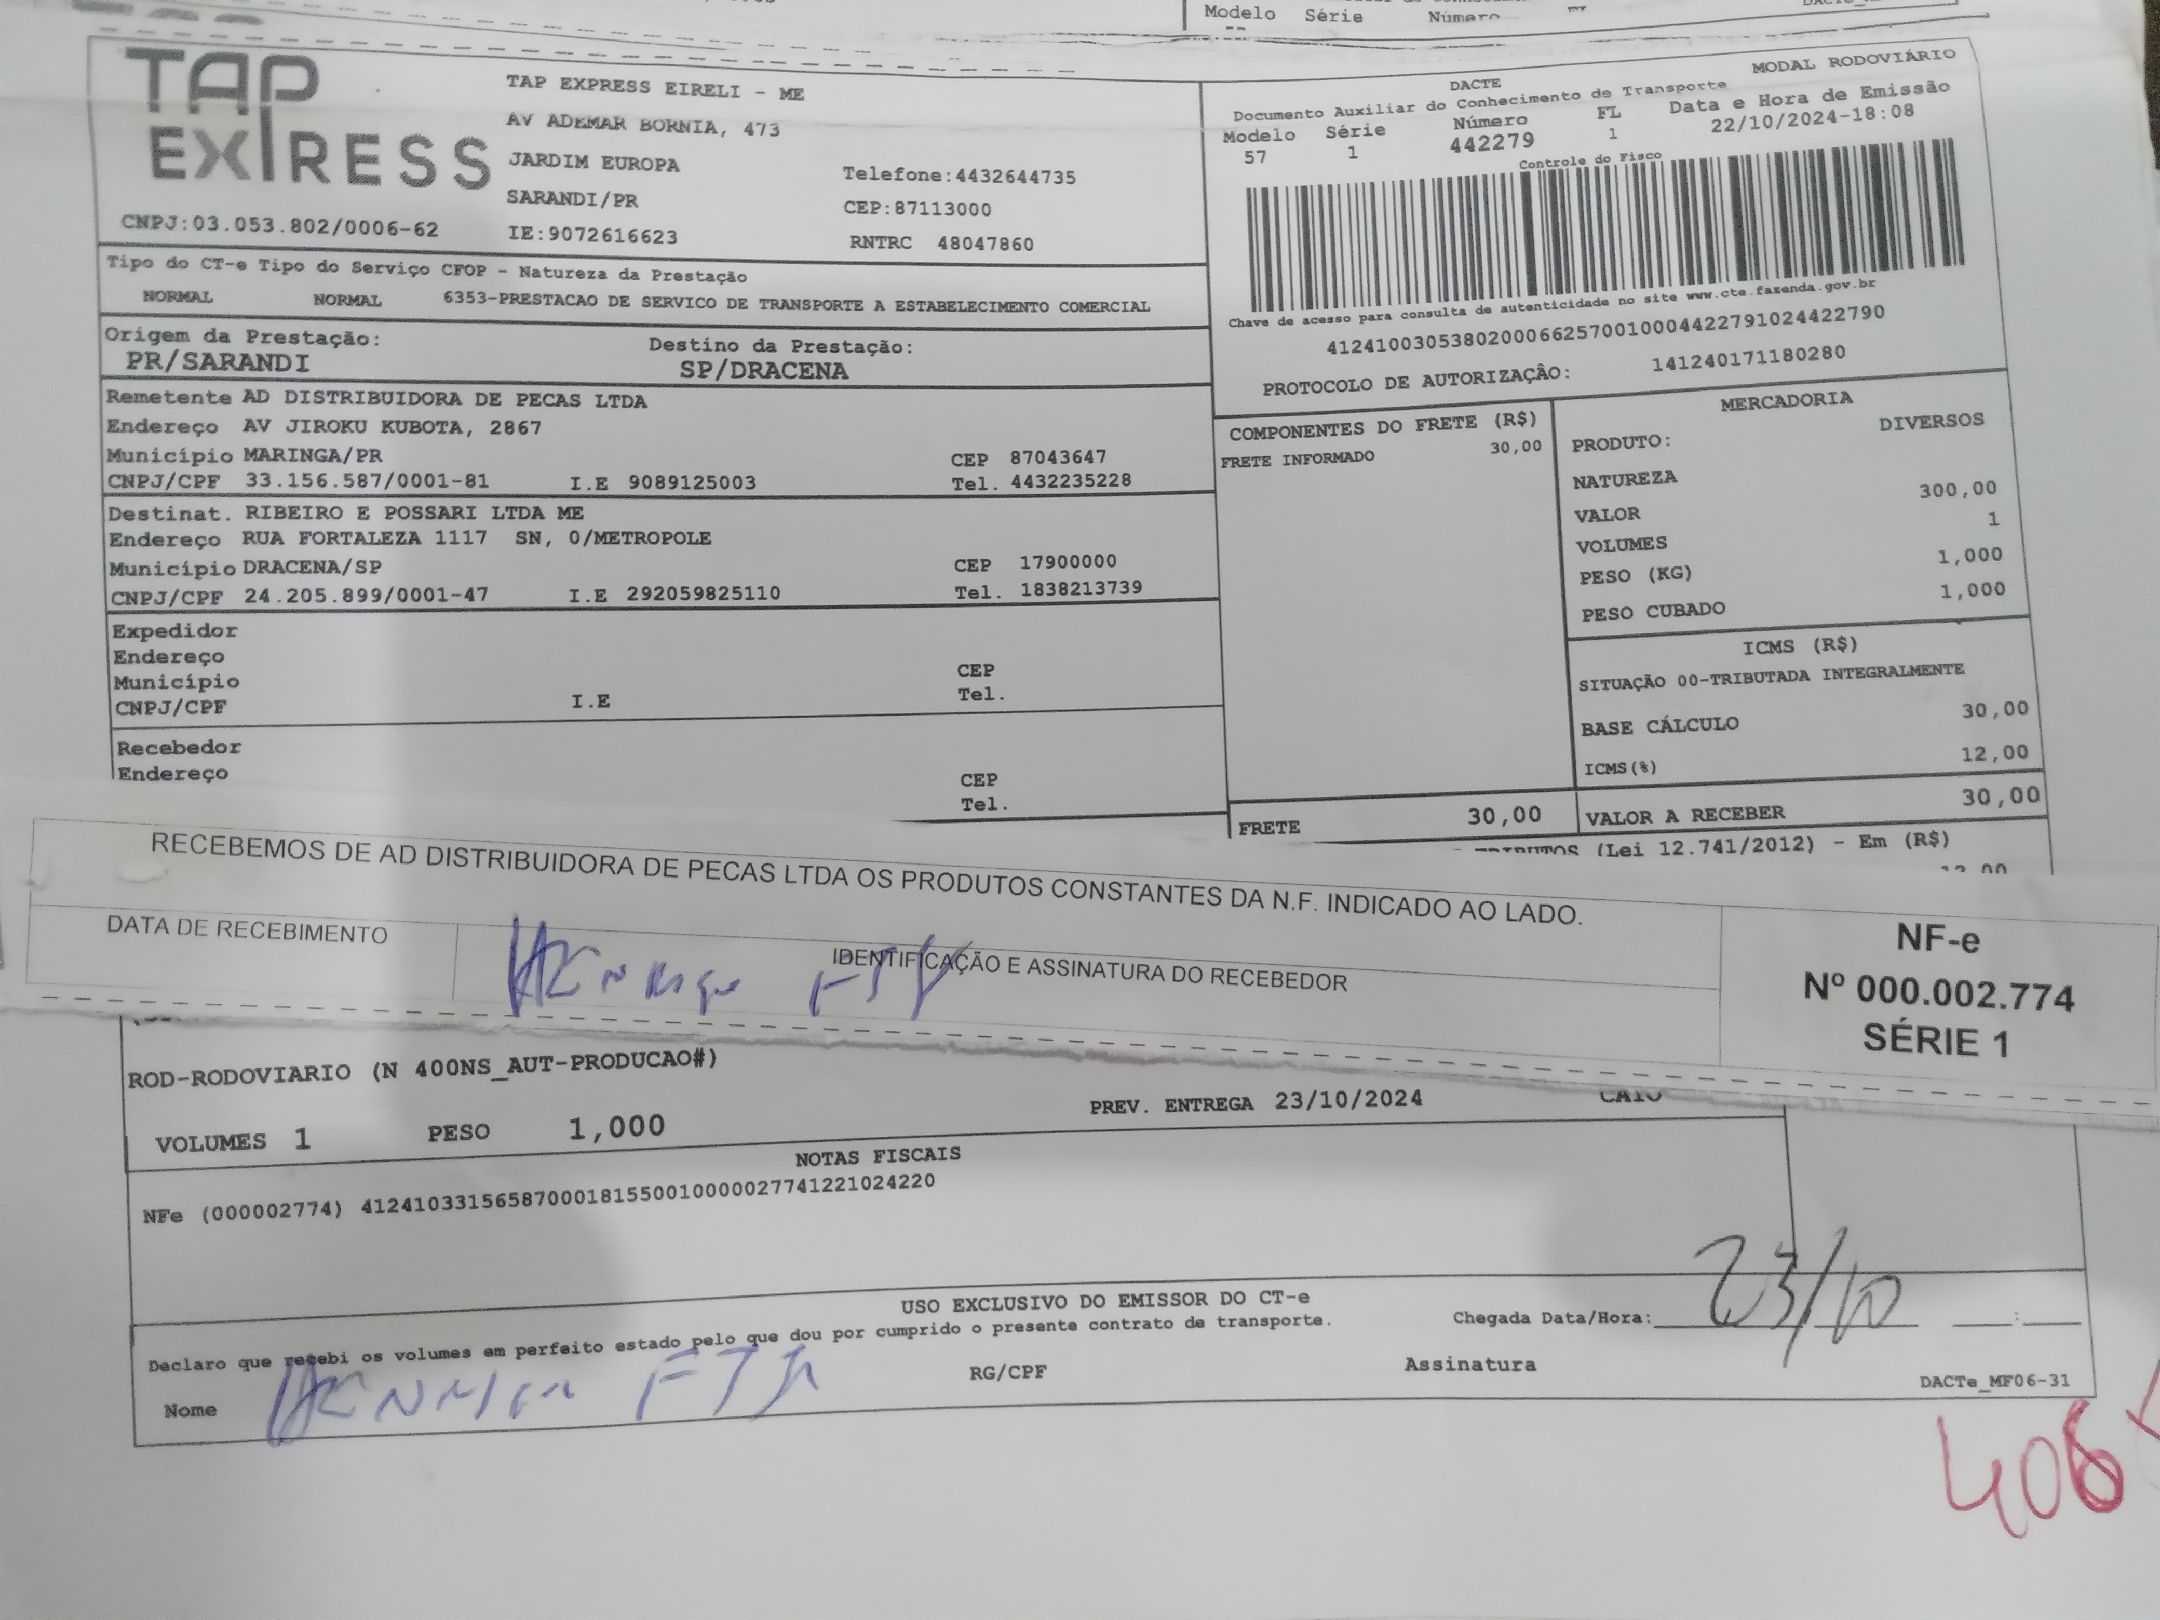 Modelo Série Número
TAP EXPRESS
TAP EXPRESS EIRELI - ME
AV ADEMAR BORNIA, 473
JARDIM EUROPA
Telefone:4432644735
SARANDI/PR
CEP:87113000
CNPJ:03.053.802/0006-62
IE:9072616623
RNTRC 48047860
MODAL RODOVIÁRIO
DACTE
Documento Auxiliar do Conhecimento de Transporte
Modelo Série Número FL Data e Hora de Emissão
57 1 442279 1 22/10/2024-18:08
Controle do Fisco
Chave de acesso para consulta de autenticidade no site www.cte.fazenda.gov.br
41241003053802000662570010004422791024422790
PROTOCOLO DE AUTORIZAÇÃO: 141240171180280
Tipo do CT-e Tipo do Serviço CFOP - Natureza da Prestação
NORMAL NORMAL 6353-PRESTACAO DE SERVICO DE TRANSPORTE A ESTABELECIMENTO COMERCIAL
Origem da Prestação: Destino da Prestação:
PR/SARANDI SP/DRACENA
Remetente AD DISTRIBUIDORA DE PECAS LTDA
Endereço AV JIROKU KUBOTA, 2867
Município MARINGA/PR CEP 87043647
CNPJ/CPF 33.156.587/0001-81 I.E 9089125003 Tel. 4432235228
Destinat. RIBEIRO E POSSARI LTDA ME
Endereço RUA FORTALEZA 1117 SN, 0/METROPOLE
Município DRACENA/SP CEP 17900000
CNPJ/CPF 24.205.899/0001-47 I.E 292059825110 Tel. 1838213739
Expedidor
Endereço
Município CEP
CNPJ/CPF I.E Tel.
Recebedor
Endereço CEP
Tel.
COMPONENTES DO FRETE (R$)
FRETE INFORMADO 30,00
MERCADORIA
PRODUTO: DIVERSOS
NATUREZA
VALOR 300,00
VOLUMES 1
PESO (KG) 1,000
PESO CUBADO 1,000
ICMS (R$)
SITUAÇÃO 00-TRIBUTADA INTEGRALMENTE
BASE CÁLCULO 30,00
ICMS(%) 12,00
FRETE 30,00 VALOR A RECEBER 30,00
TRIBUTOS (Lei 12.741/2012) - Em (R$)
RECEBEMOS DE AD DISTRIBUIDORA DE PECAS LTDA OS PRODUTOS CONSTANTES DA N.F. INDICADO AO LADO.
DATA DE RECEBIMENTO
IDENTIFICAÇÃO E ASSINATURA DO RECEBEDOR
NF-e
Nº 000.002.774
SÉRIE 1
ROD-RODOVIARIO (N 400NS_AUT-PRODUCAO#)
VOLUMES 1 PESO 1,000 PREV. ENTREGA 23/10/2024 CAIO
NOTAS FISCAIS
NFe (000002774) 41241033156587000181550010000027741221024220
USO EXCLUSIVO DO EMISSOR DO CT-e
Declaro que recebi os volumes em perfeito estado pelo que dou por cumprido o presente contrato de transporte.
Chegada Data/Hora: 23/10 :
Nome RG/CPF Assinatura
DACTe_MF06-31